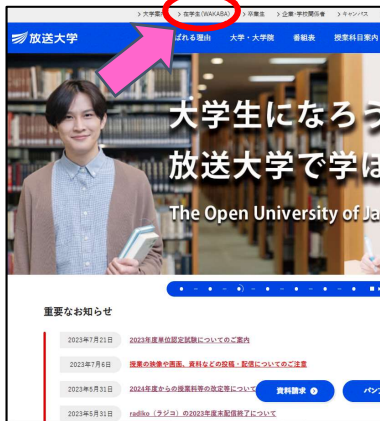 > 大学案内 > 在学生(WAKABA) > 卒業生 > 企業・学校関係者 > キャンパス
放送大学 ばれる理由 大学・大学院 番組表 授業科目案内
大学生になろう
放送大学で学ぼ
The Open University of Ja
重要なお知らせ
2023年7月21日 2023年度単位認定試験についてのご案内
2023年7月6日 授業の映像や画面、資料などの投稿・配信についてのご注意
2023年5月31日 2024年度からの授業料等の改定等について
資料請求 パン
2023年5月31日 radiko(ラジコ)の2023年度末配信終了について